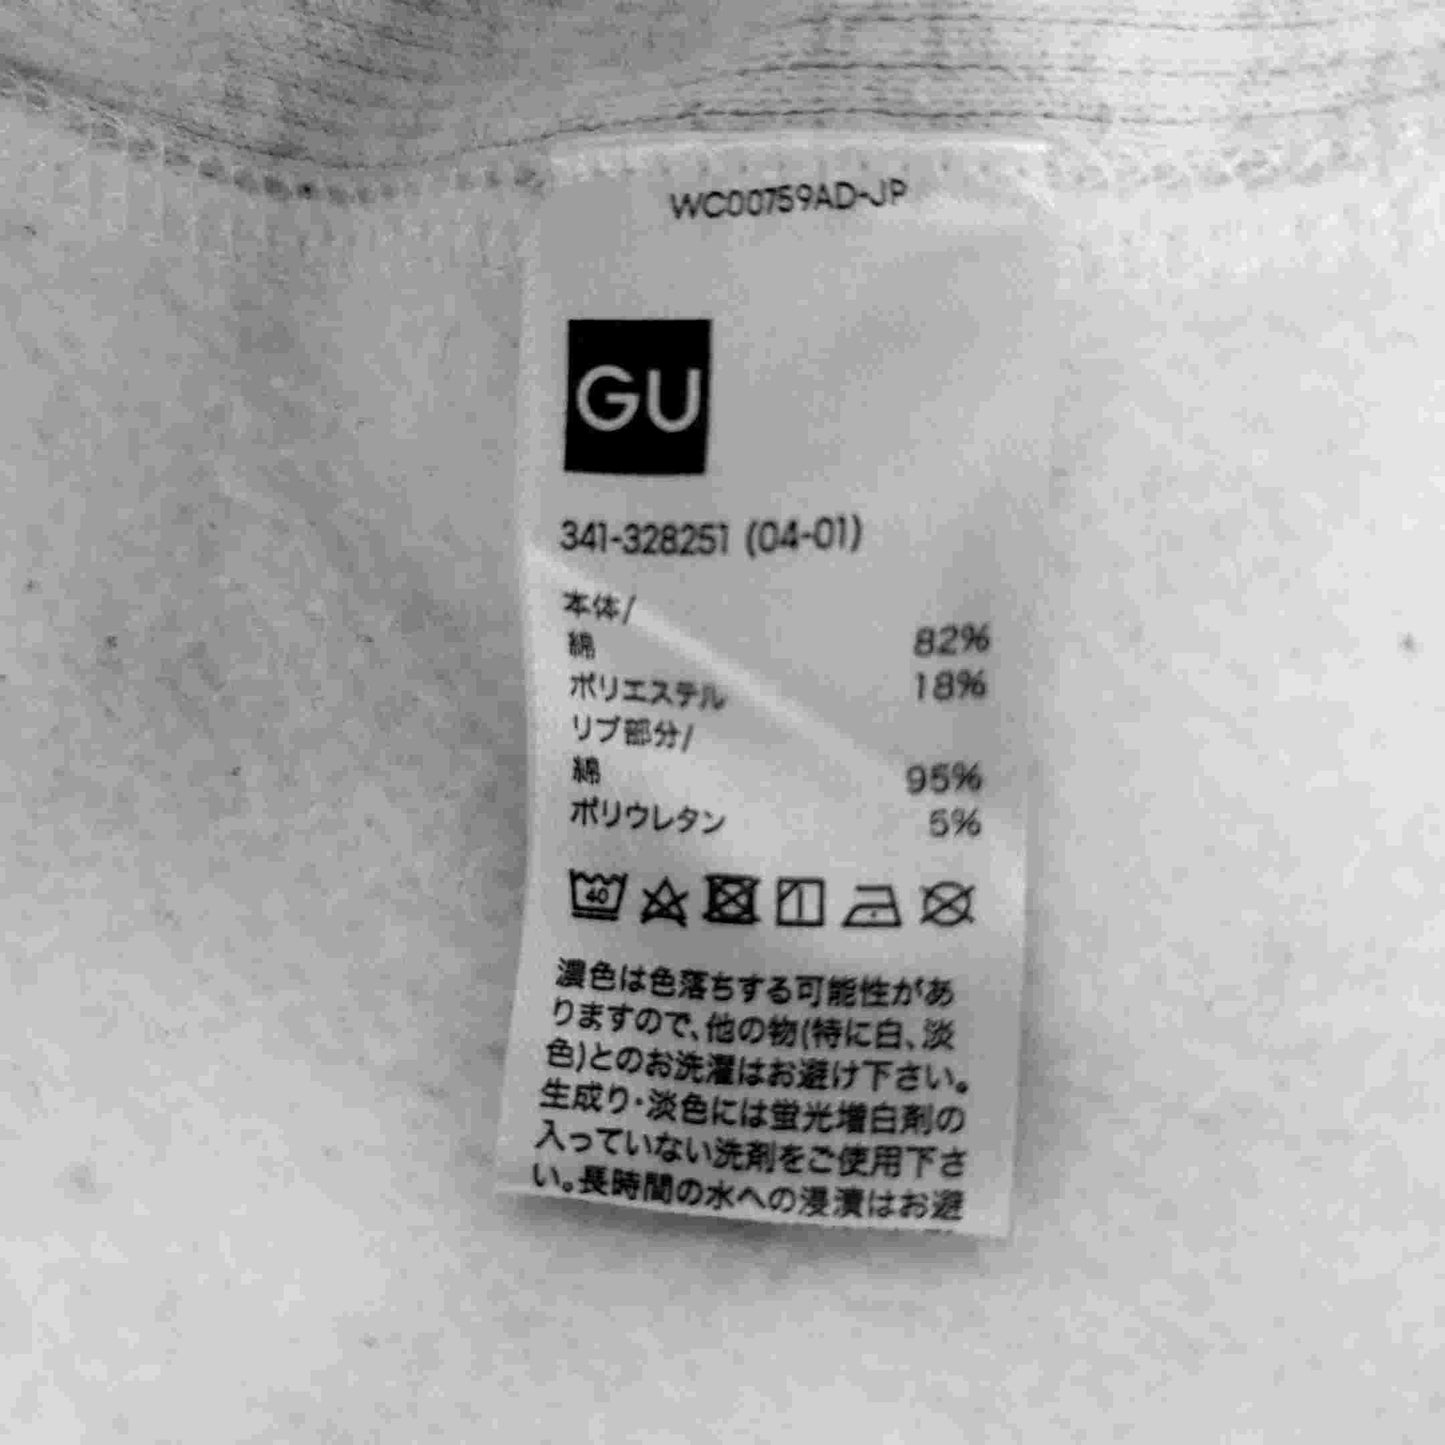 WC00759AD-JP
GU
341-328251 (04-01)
本体/
綿 82%
ポリエステル 18%
リブ部分/
綿 95%
ポリウレタン 5%
40
濃色は色落ちする可能性があ
りますので、他の物(特に白、淡
色)とのお洗濯はお避け下さい。
生成り・淡色には蛍光増白剤の
入っていない洗剤をご使用下さ
い。長時間の水への浸漬はお避